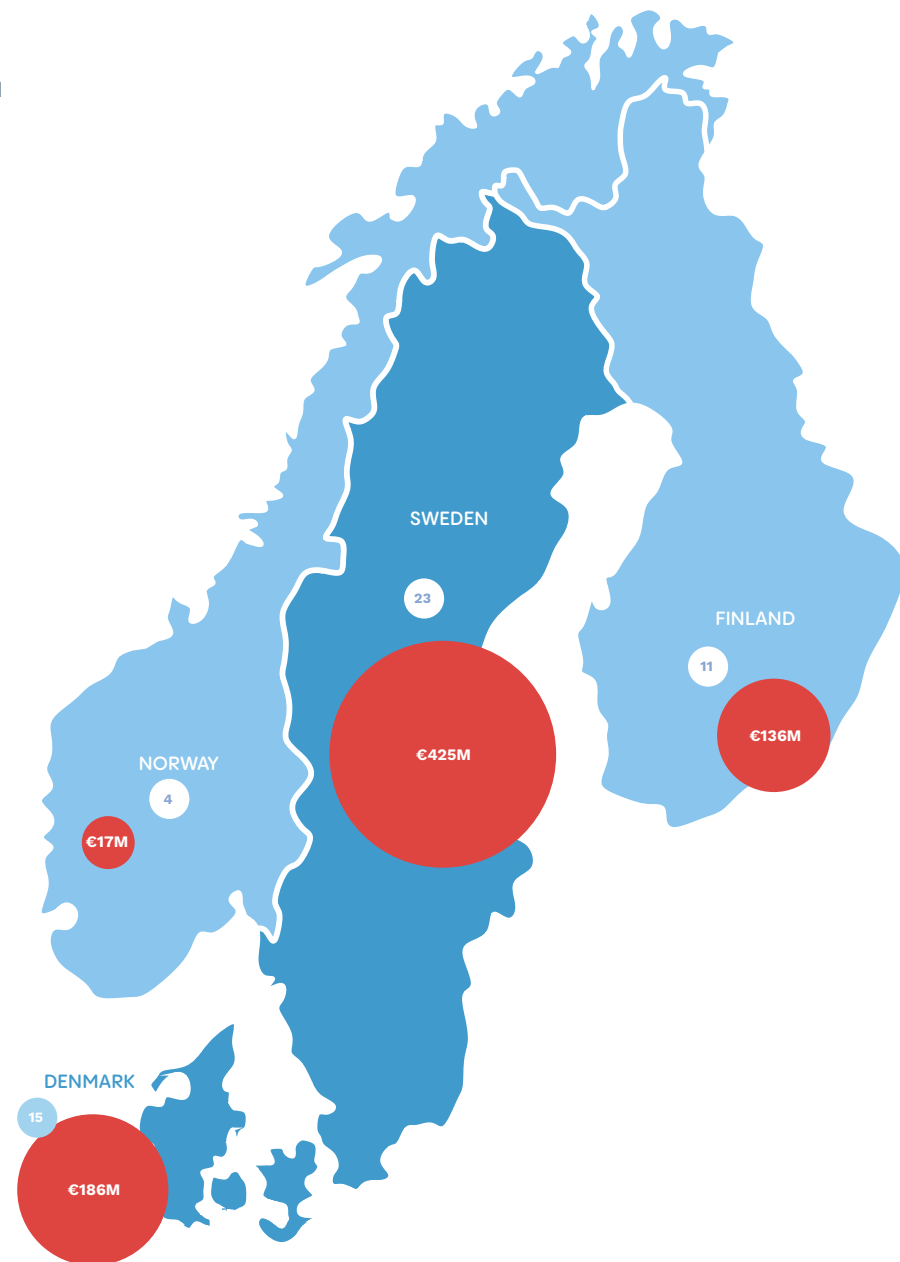 SWEDEN
23
€425M
FINLAND
11
€136M
NORWAY
4
€17M
DENMARK
15
€186M